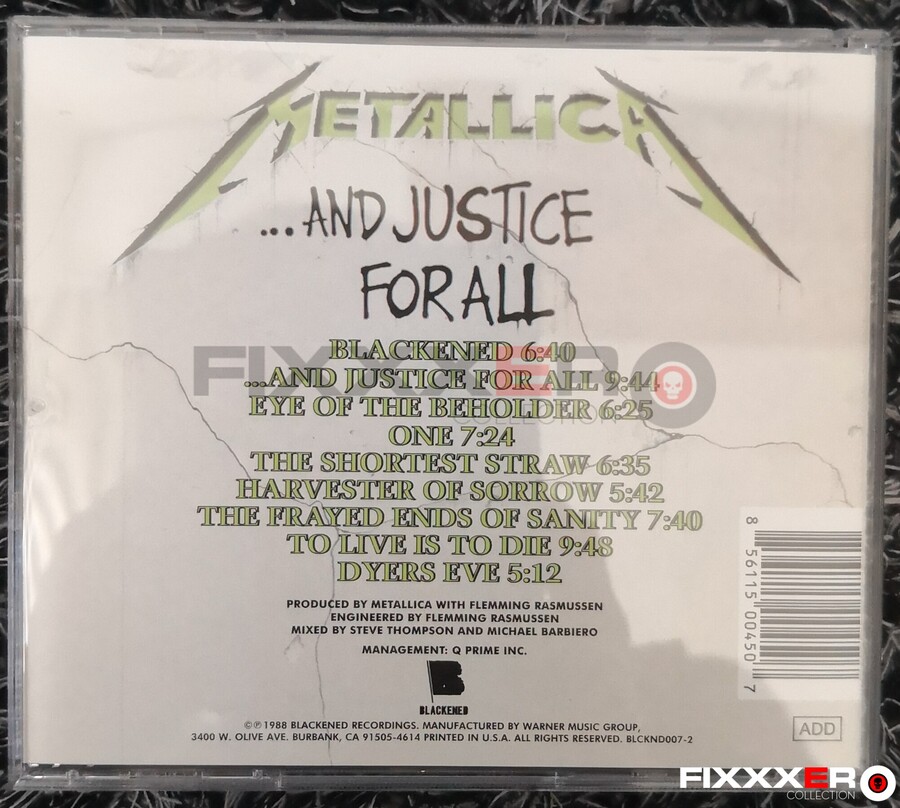 METALLICA
...AND JUSTICE
FOR ALL
BLACKENED 6:40
...AND JUSTICE FOR ALL 9:44
EYE OF THE BEHOLDER 6:25
ONE 7:24
THE SHORTEST STRAW 6:35
HARVESTER OF SORROW 5:42
THE FRAYED ENDS OF SANITY 7:40
TO LIVE IS TO DIE 9:48
DYERS EVE 5:12
FIXXXER
COLLECTION
PRODUCED BY METALLICA WITH FLEMMING RASMUSSEN
ENGINEERED BY FLEMMING RASMUSSEN
MIXED BY STEVE THOMPSON AND MICHAEL BARBIERO
MANAGEMENT: Q PRIME INC.
B
BLACKENED
©℗ 1988 BLACKENED RECORDINGS. MANUFACTURED BY WARNER MUSIC GROUP,
3400 W. OLIVE AVE. BURBANK, CA 91505-4614 PRINTED IN U.S.A. ALL RIGHTS RESERVED. BLCKND007-2
8 56115 00450 7
ADD
FIXXXER
COLLECTION